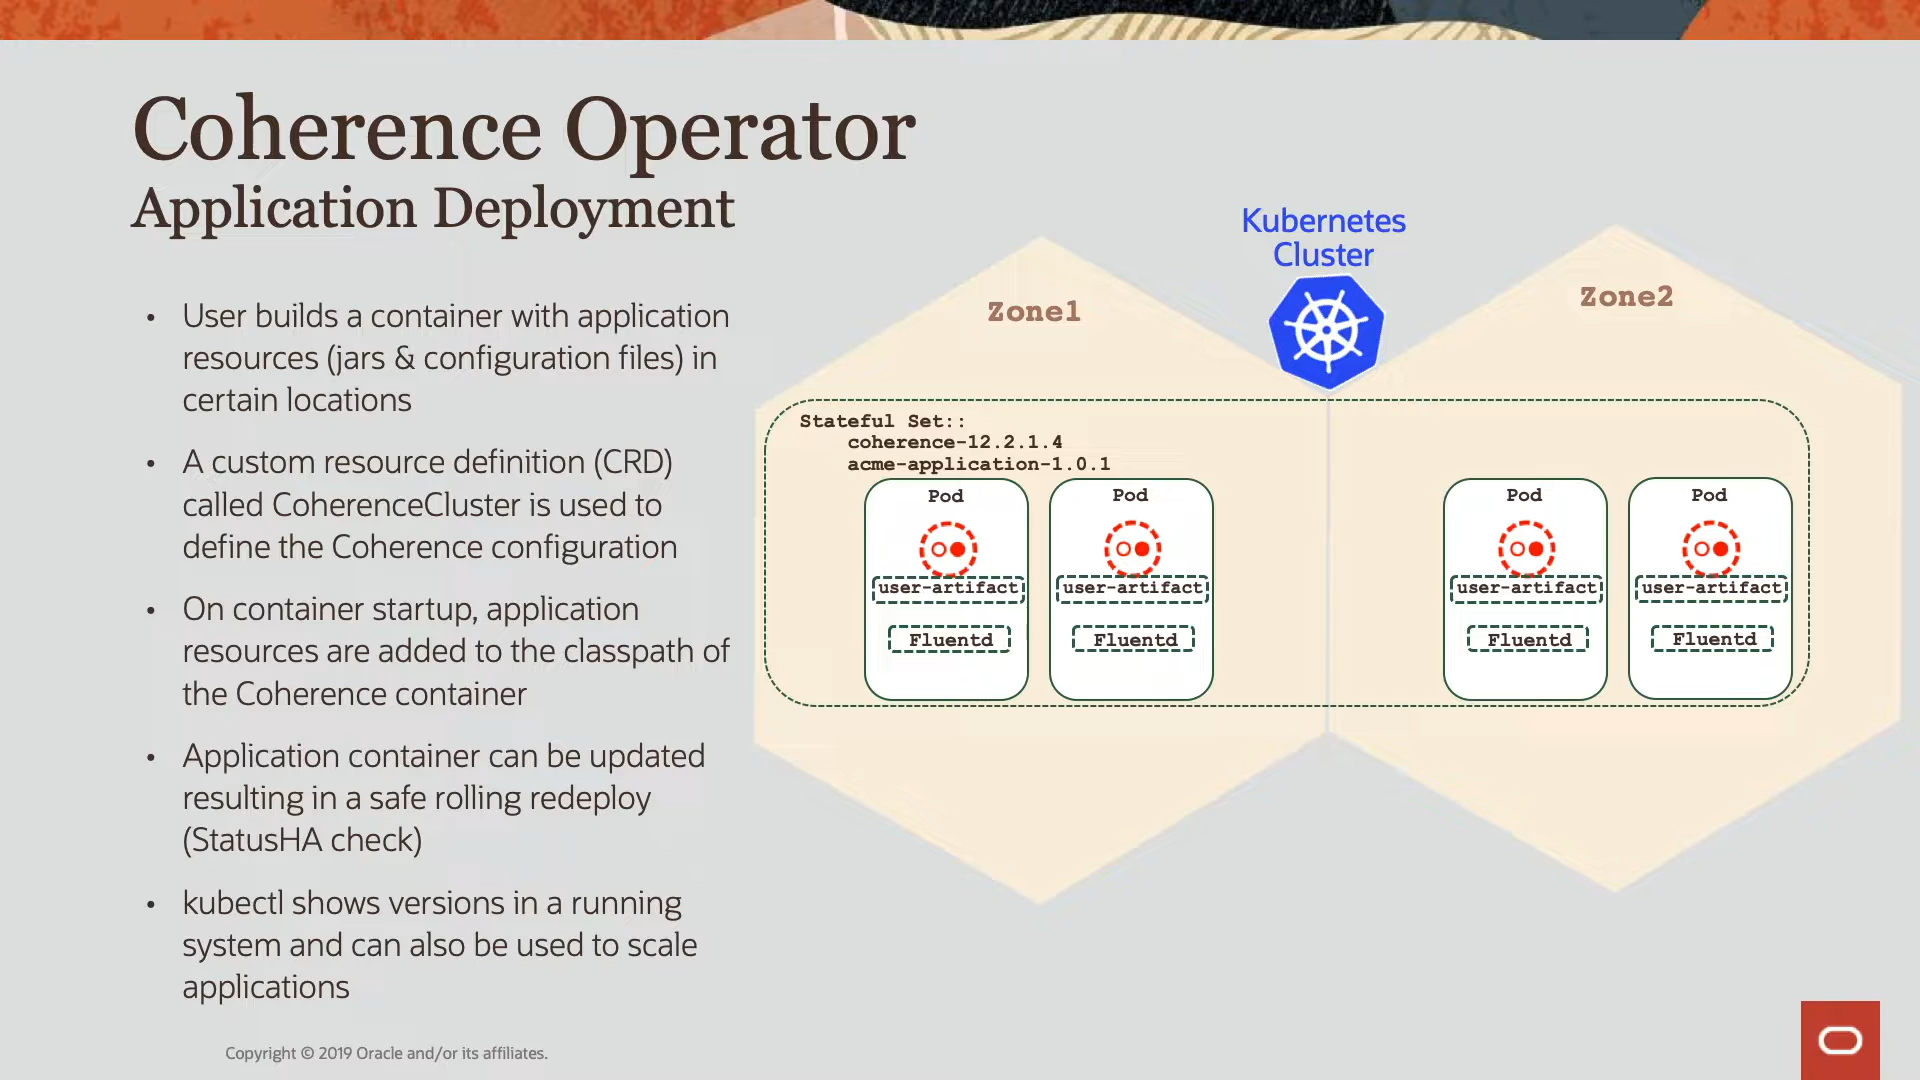 Coherence Operator
Application Deployment
• User builds a container with application
resources (jars & configuration files) in
certain locations
• A custom resource definition (CRD)
called CoherenceCluster is used to
define the Coherence configuration
• On container startup, application
resources are added to the classpath of
the Coherence container
• Application container can be updated
resulting in a safe rolling redeploy
(StatusHA check)
• kubectl shows versions in a running
system and can also be used to scale
applications
Kubernetes
Cluster
Zone1
Zone2
Stateful Set::
coherence-12.2.1.4
acme-application-1.0.1
Pod
user-artifact
Fluentd
Pod
user-artifact
Fluentd
Pod
user-artifact
Fluentd
Pod
user-artifact
Fluentd
Copyright © 2019 Oracle and/or its affiliates.